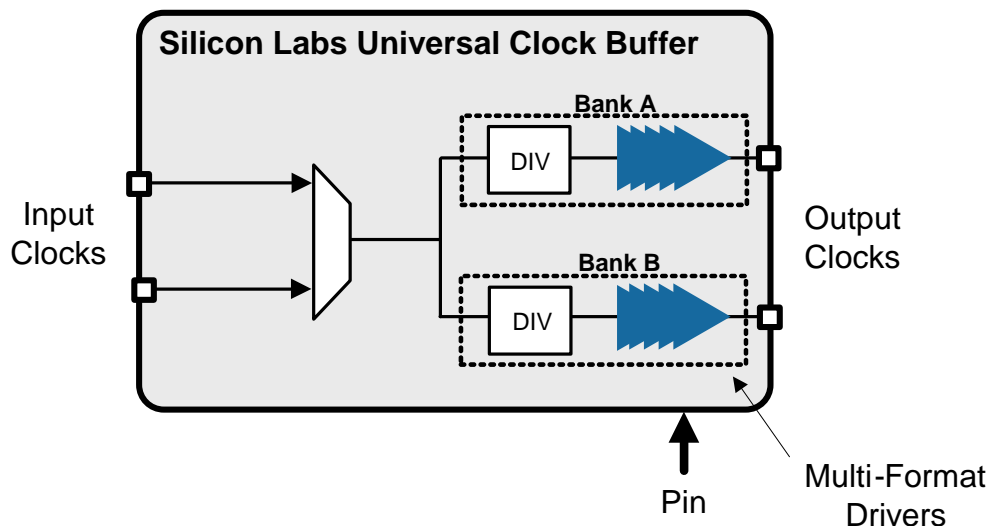 Silicon Labs Universal Clock Buffer
Bank A
DIV
Input
Clocks
Output
Clocks
Bank B
DIV
Pin
Multi-Format
Drivers